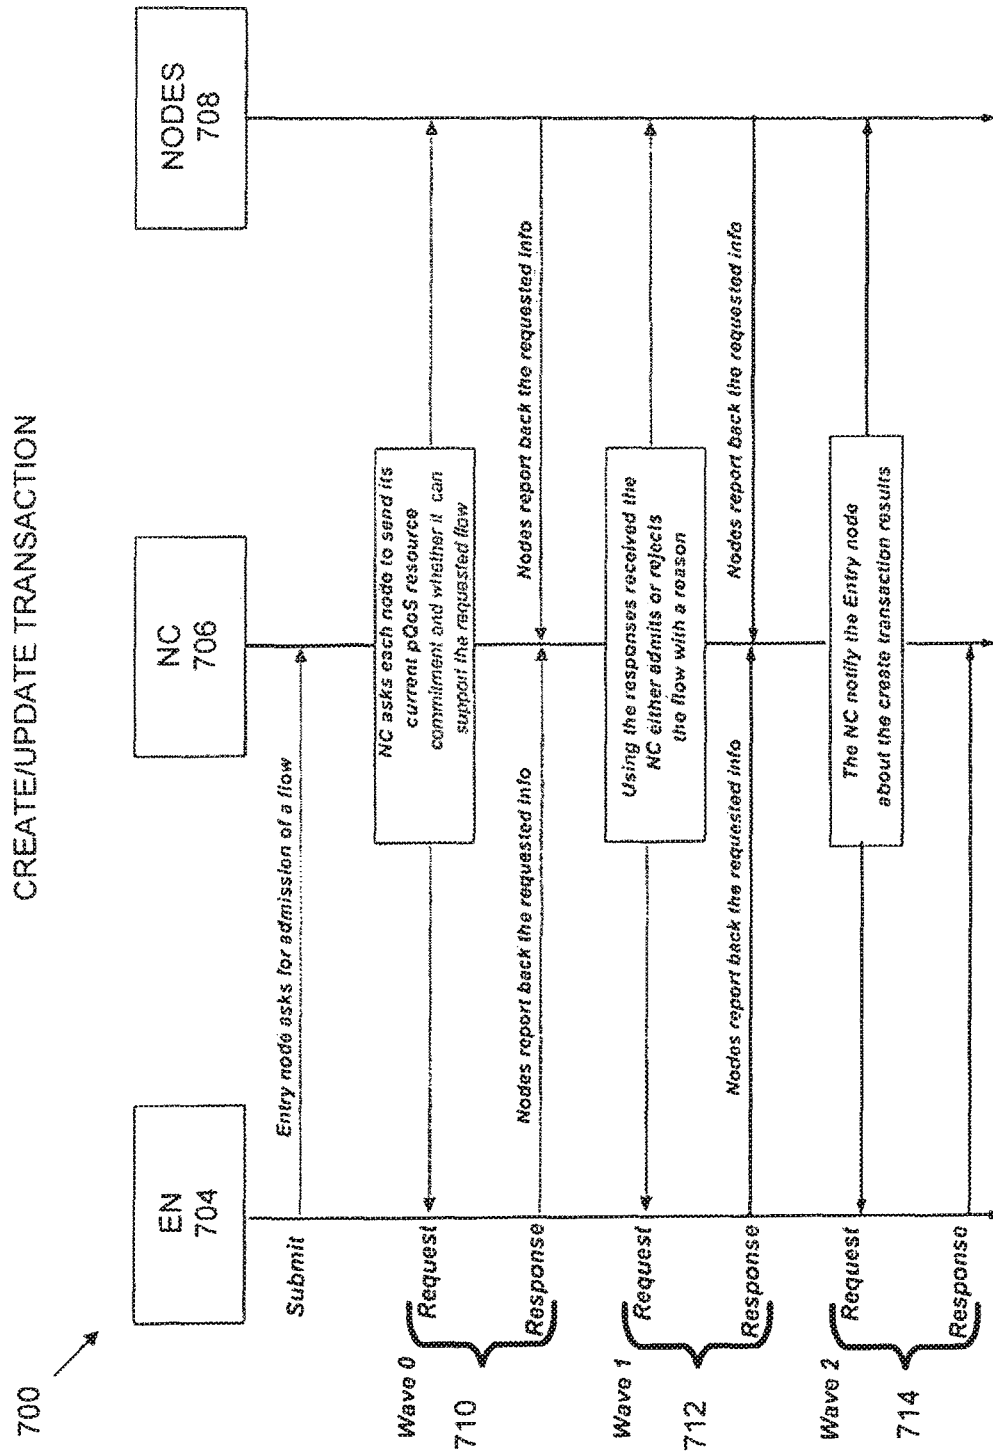 CREATE/UPDATE TRANSACTION
700
EN
704
NC
706
NODES
708
Submit
Entry node asks for admission of a flow
Wave 0
710
Request
NC asks each node to send its
current pQoS resource
commitment and whether it can
support the requested flow
Response
Nodes report back the requested info
Nodes report back the requested info
Wave 1
712
Request
Using the responses received the
NC either admits or rejects
the flow with a reason
Response
Nodes report back the requested info
Nodes report back the requested info
Wave 2
714
Request
The NC notify the Entry node
about the create transaction results
Response